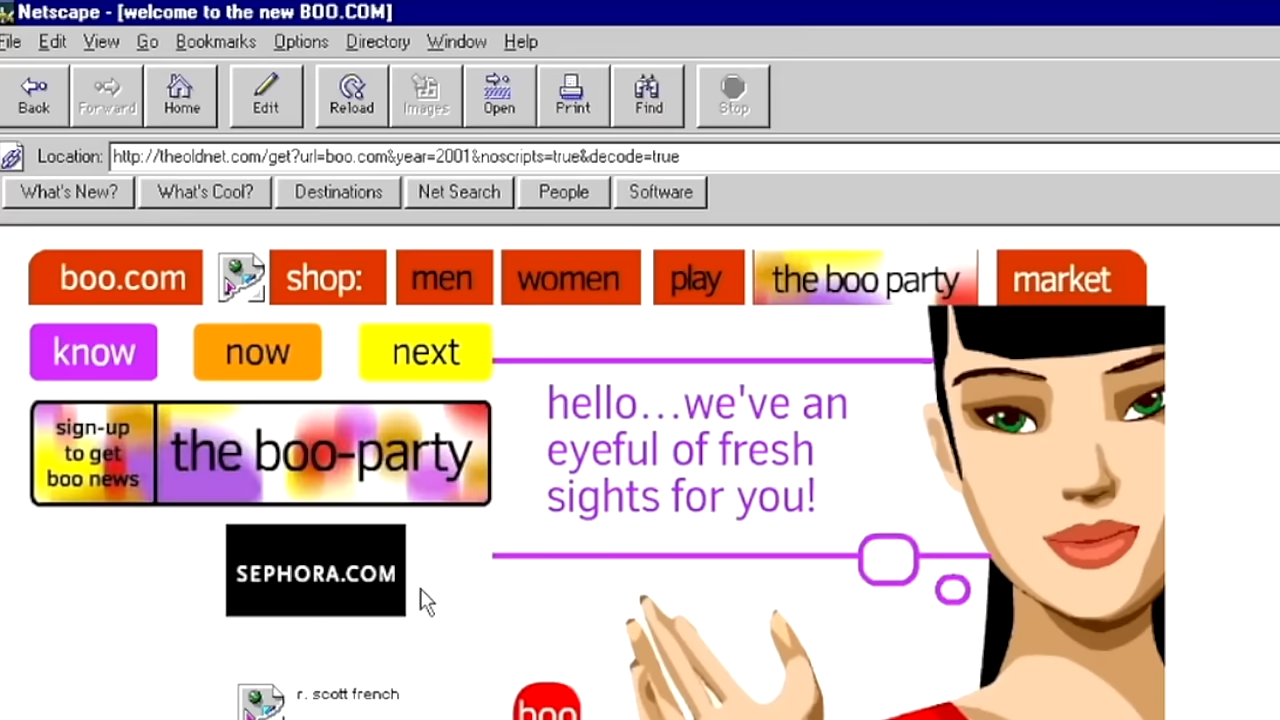 Netscape - [welcome to the new BOO.COM]
File Edit View Go Bookmarks Options Directory Window Help
Back Forward Home Edit Reload Images Open Print Find Stop
Location: http://theoldnet.com/get?url=boo.com&year=2001&noscripts=true&decode=true
What's New? What's Cool? Destinations Net Search People Software
boo.com shop: men women play the boo party market
know now next
hello...we've an
eyeful of fresh
sights for you!
sign-up
to get
boo news
the boo-party
SEPHORA.COM
r. scott french
boo